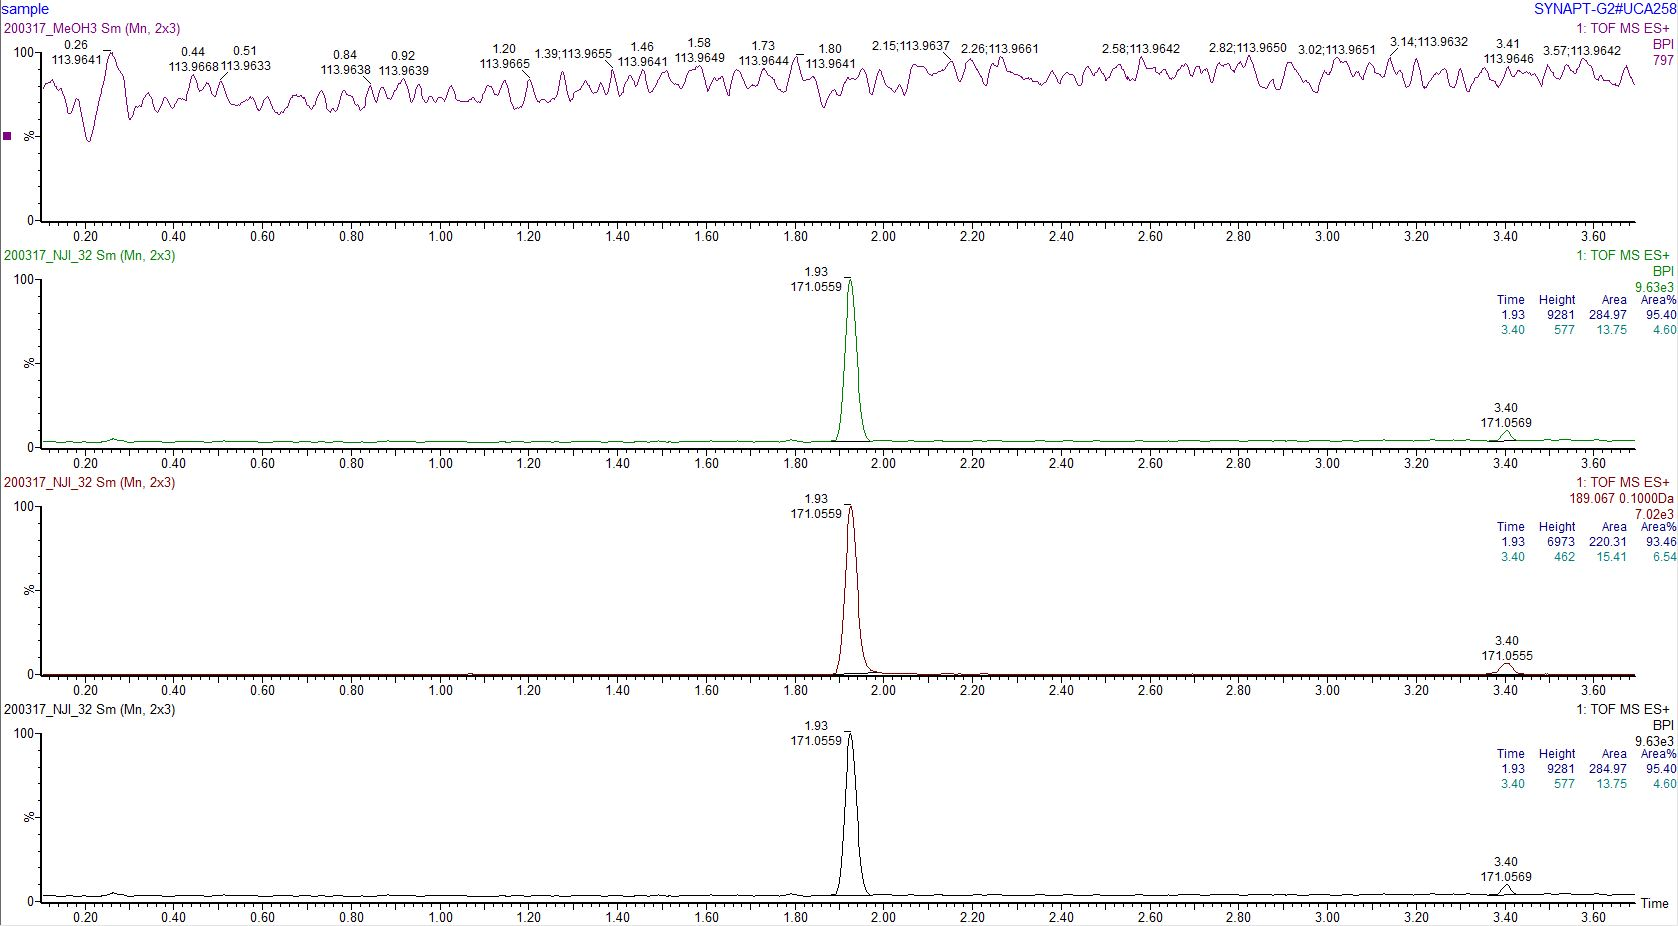 sample
SYNAPT-G2#UCA258
200317_MeOH3 Sm (Mn, 2x3)
1: TOF MS ES+
BPI
797
100
%
0
0.26
113.9641
0.44
113.9668
0.51
113.9633
0.84
113.9638
0.92
113.9639
1.20
113.9665
1.39;113.9655
1.46
113.9641
1.58
113.9649
1.73
113.9644
1.80
113.9641
2.15;113.9637
2.26;113.9661
2.58;113.9642
2.82;113.9650
3.02;113.9651
3.14;113.9632
3.41
113.9646
3.57;113.9642
0.20 0.40 0.60 0.80 1.00 1.20 1.40 1.60 1.80 2.00 2.20 2.40 2.60 2.80 3.00 3.20 3.40 3.60
200317_NJI_32 Sm (Mn, 2x3)
1: TOF MS ES+
BPI
9.63e3
Time Height Area Area%
1.93 9281 284.97 95.40
3.40 577 13.75 4.60
100
%
0
1.93
171.0559
3.40
171.0569
0.20 0.40 0.60 0.80 1.00 1.20 1.40 1.60 1.80 2.00 2.20 2.40 2.60 2.80 3.00 3.20 3.40 3.60
200317_NJI_32 Sm (Mn, 2x3)
1: TOF MS ES+
189.067 0.1000Da
7.02e3
Time Height Area Area%
1.93 6973 220.31 93.46
3.40 462 15.41 6.54
100
%
0
1.93
171.0559
3.40
171.0555
0.20 0.40 0.60 0.80 1.00 1.20 1.40 1.60 1.80 2.00 2.20 2.40 2.60 2.80 3.00 3.20 3.40 3.60
200317_NJI_32 Sm (Mn, 2x3)
1: TOF MS ES+
BPI
9.63e3
Time Height Area Area%
1.93 9281 284.97 95.40
3.40 577 13.75 4.60
100
%
0
1.93
171.0559
3.40
171.0569
Time
0.20 0.40 0.60 0.80 1.00 1.20 1.40 1.60 1.80 2.00 2.20 2.40 2.60 2.80 3.00 3.20 3.40 3.60